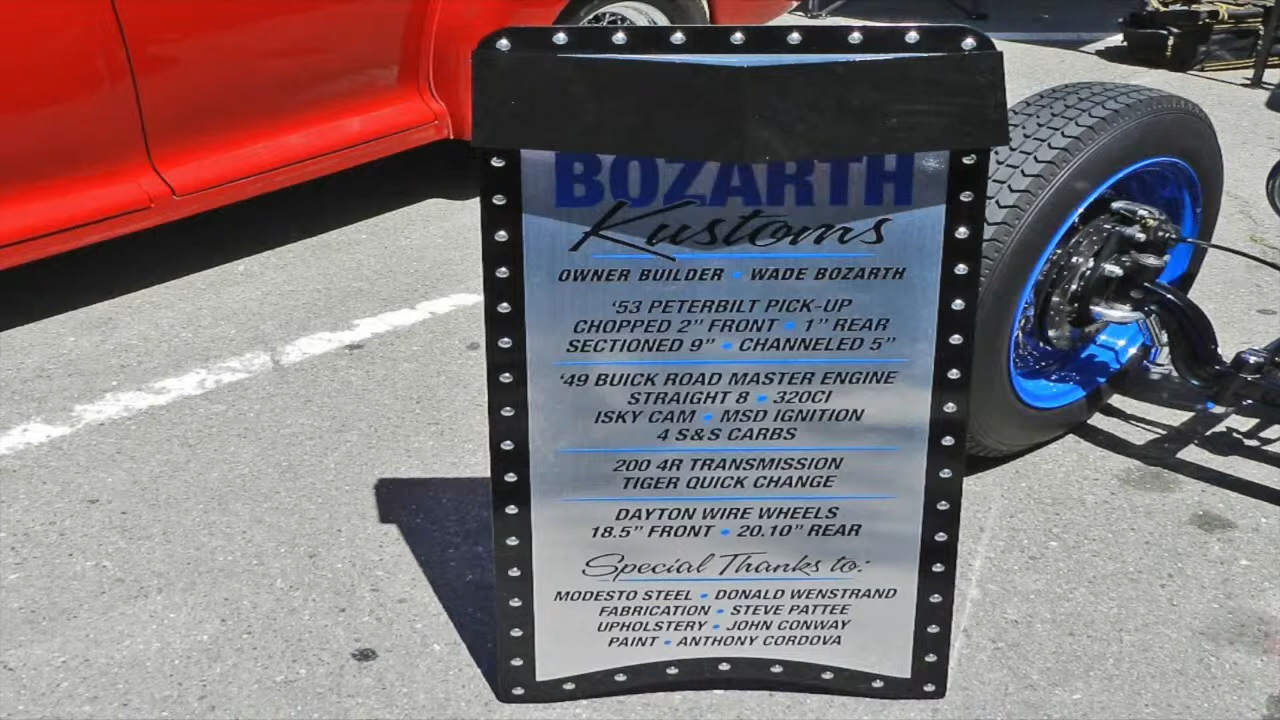 BOZARTH
Kustoms
OWNER BUILDER • WADE BOZARTH
'53 PETERBILT PICK-UP
CHOPPED 2" FRONT • 1" REAR
SECTIONED 9" • CHANNELED 5"
'49 BUICK ROAD MASTER ENGINE
STRAIGHT 8 • 320CI
ISKY CAM • MSD IGNITION
4 S&S CARBS
200 4R TRANSMISSION
TIGER QUICK CHANGE
DAYTON WIRE WHEELS
18.5" FRONT • 20.10" REAR
Special Thanks to:
MODESTO STEEL • DONALD WENSTRAND
FABRICATION • STEVE PATTEE
UPHOLSTERY • JOHN CONWAY
PAINT • ANTHONY CORDOVA